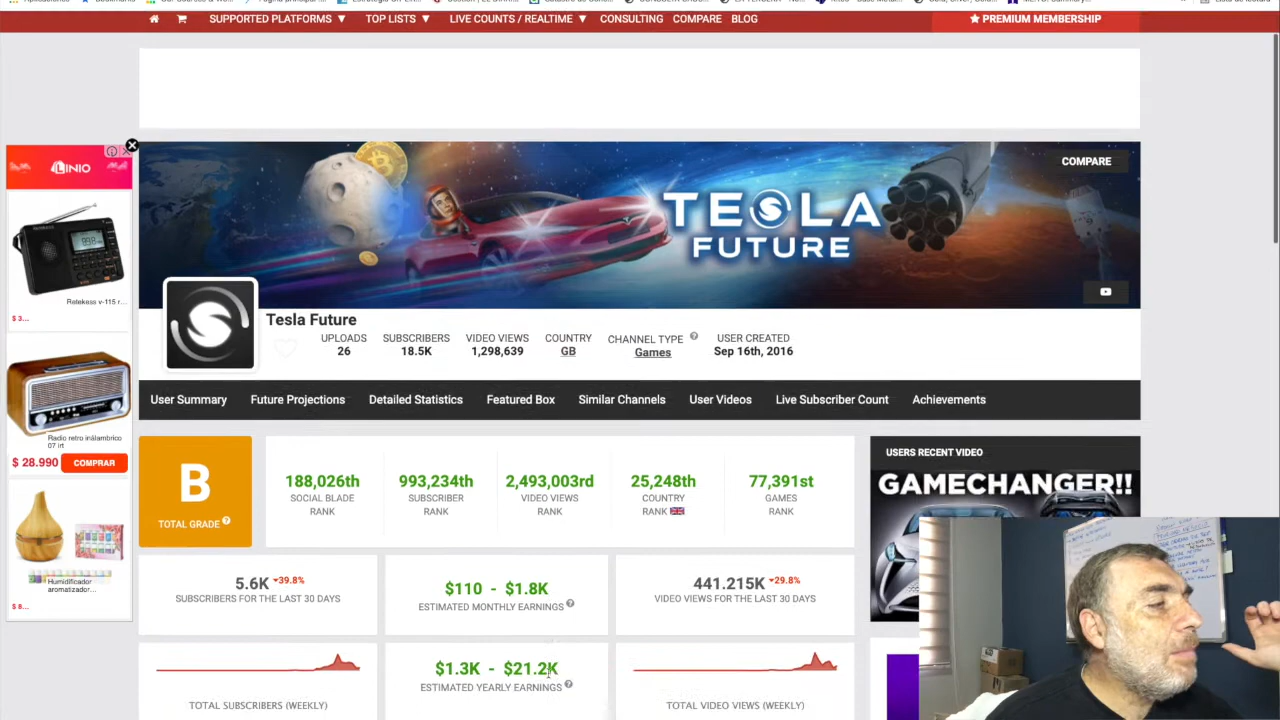 SUPPORTED PLATFORMS ▼ TOP LISTS ▼ LIVE COUNTS / REALTIME ▼ CONSULTING COMPARE BLOG
★ PREMIUM MEMBERSHIP
LINIO
Retekess v-115 r...
$ 3...
Radio retro inalambrico
07 irt
$ 28.990 COMPRAR
Humidificador
aromatizador...
$ 8...
COMPARE
TESLA
FUTURE
Tesla Future
UPLOADS
26
SUBSCRIBERS
18.5K
VIDEO VIEWS
1,298,639
COUNTRY
GB
CHANNEL TYPE
Games
USER CREATED
Sep 16th, 2016
User Summary Future Projections Detailed Statistics Featured Box Similar Channels User Videos Live Subscriber Count Achievements
B
TOTAL GRADE
188,026th
SOCIAL BLADE
RANK
993,234th
SUBSCRIBER
RANK
2,493,003rd
VIDEO VIEWS
RANK
25,248th
COUNTRY
RANK
77,391st
GAMES
RANK
USERS RECENT VIDEO
GAMECHANGER!!
5.6K -39.8%
SUBSCRIBERS FOR THE LAST 30 DAYS
$110 - $1.8K
ESTIMATED MONTHLY EARNINGS
441.215K -29.8%
VIDEO VIEWS FOR THE LAST 30 DAYS
TOTAL SUBSCRIBERS (WEEKLY)
$1.3K - $21.2K
ESTIMATED YEARLY EARNINGS
TOTAL VIDEO VIEWS (WEEKLY)